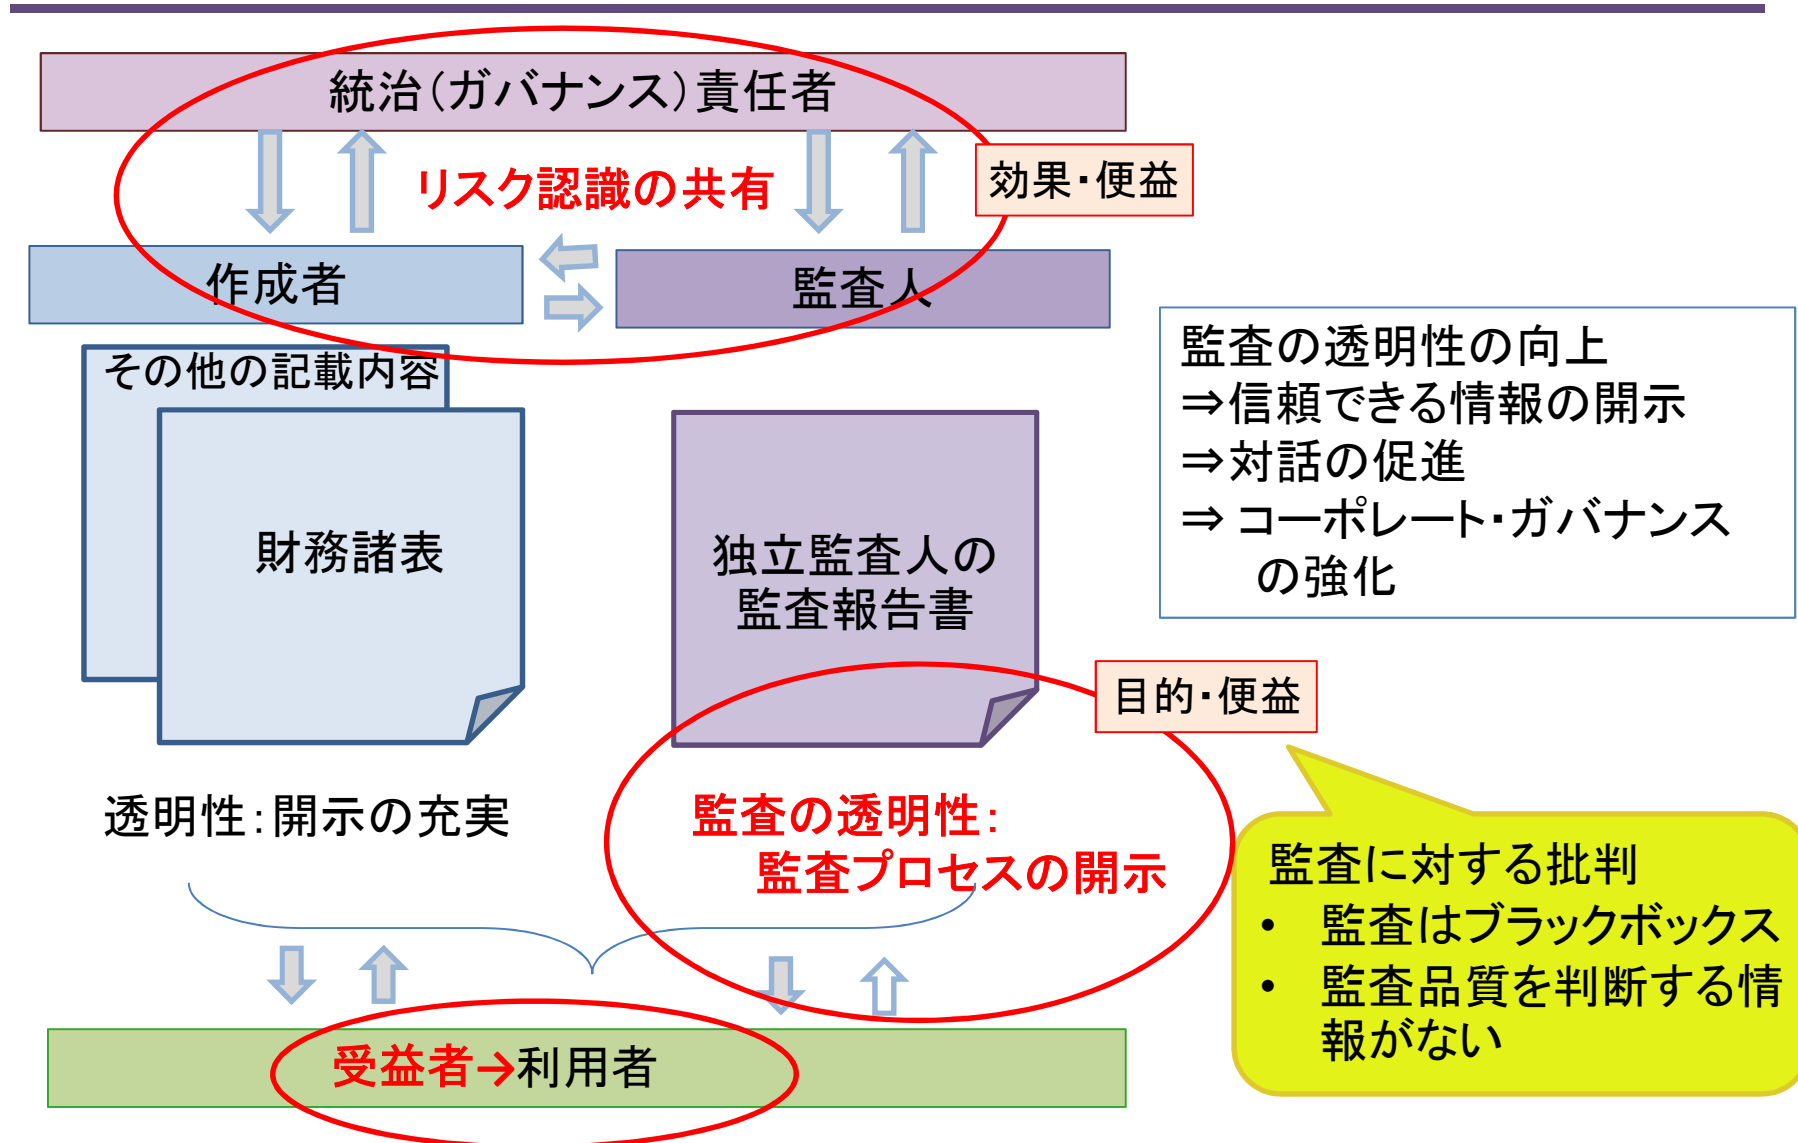 統治(ガバナンス)責任者
リスク認識の共有
効果・便益
作成者
監査人
その他の記載内容
財務諸表
独立監査人の
監査報告書
監査の透明性の向上
⇒信頼できる情報の開示
⇒対話の促進
⇒ コーポレート・ガバナンス
の強化
目的・便益
透明性：開示の充実
監査の透明性：
監査プロセスの開示
監査に対する批判
• 監査はブラックボックス
• 監査品質を判断する情
報がない
受益者→利用者